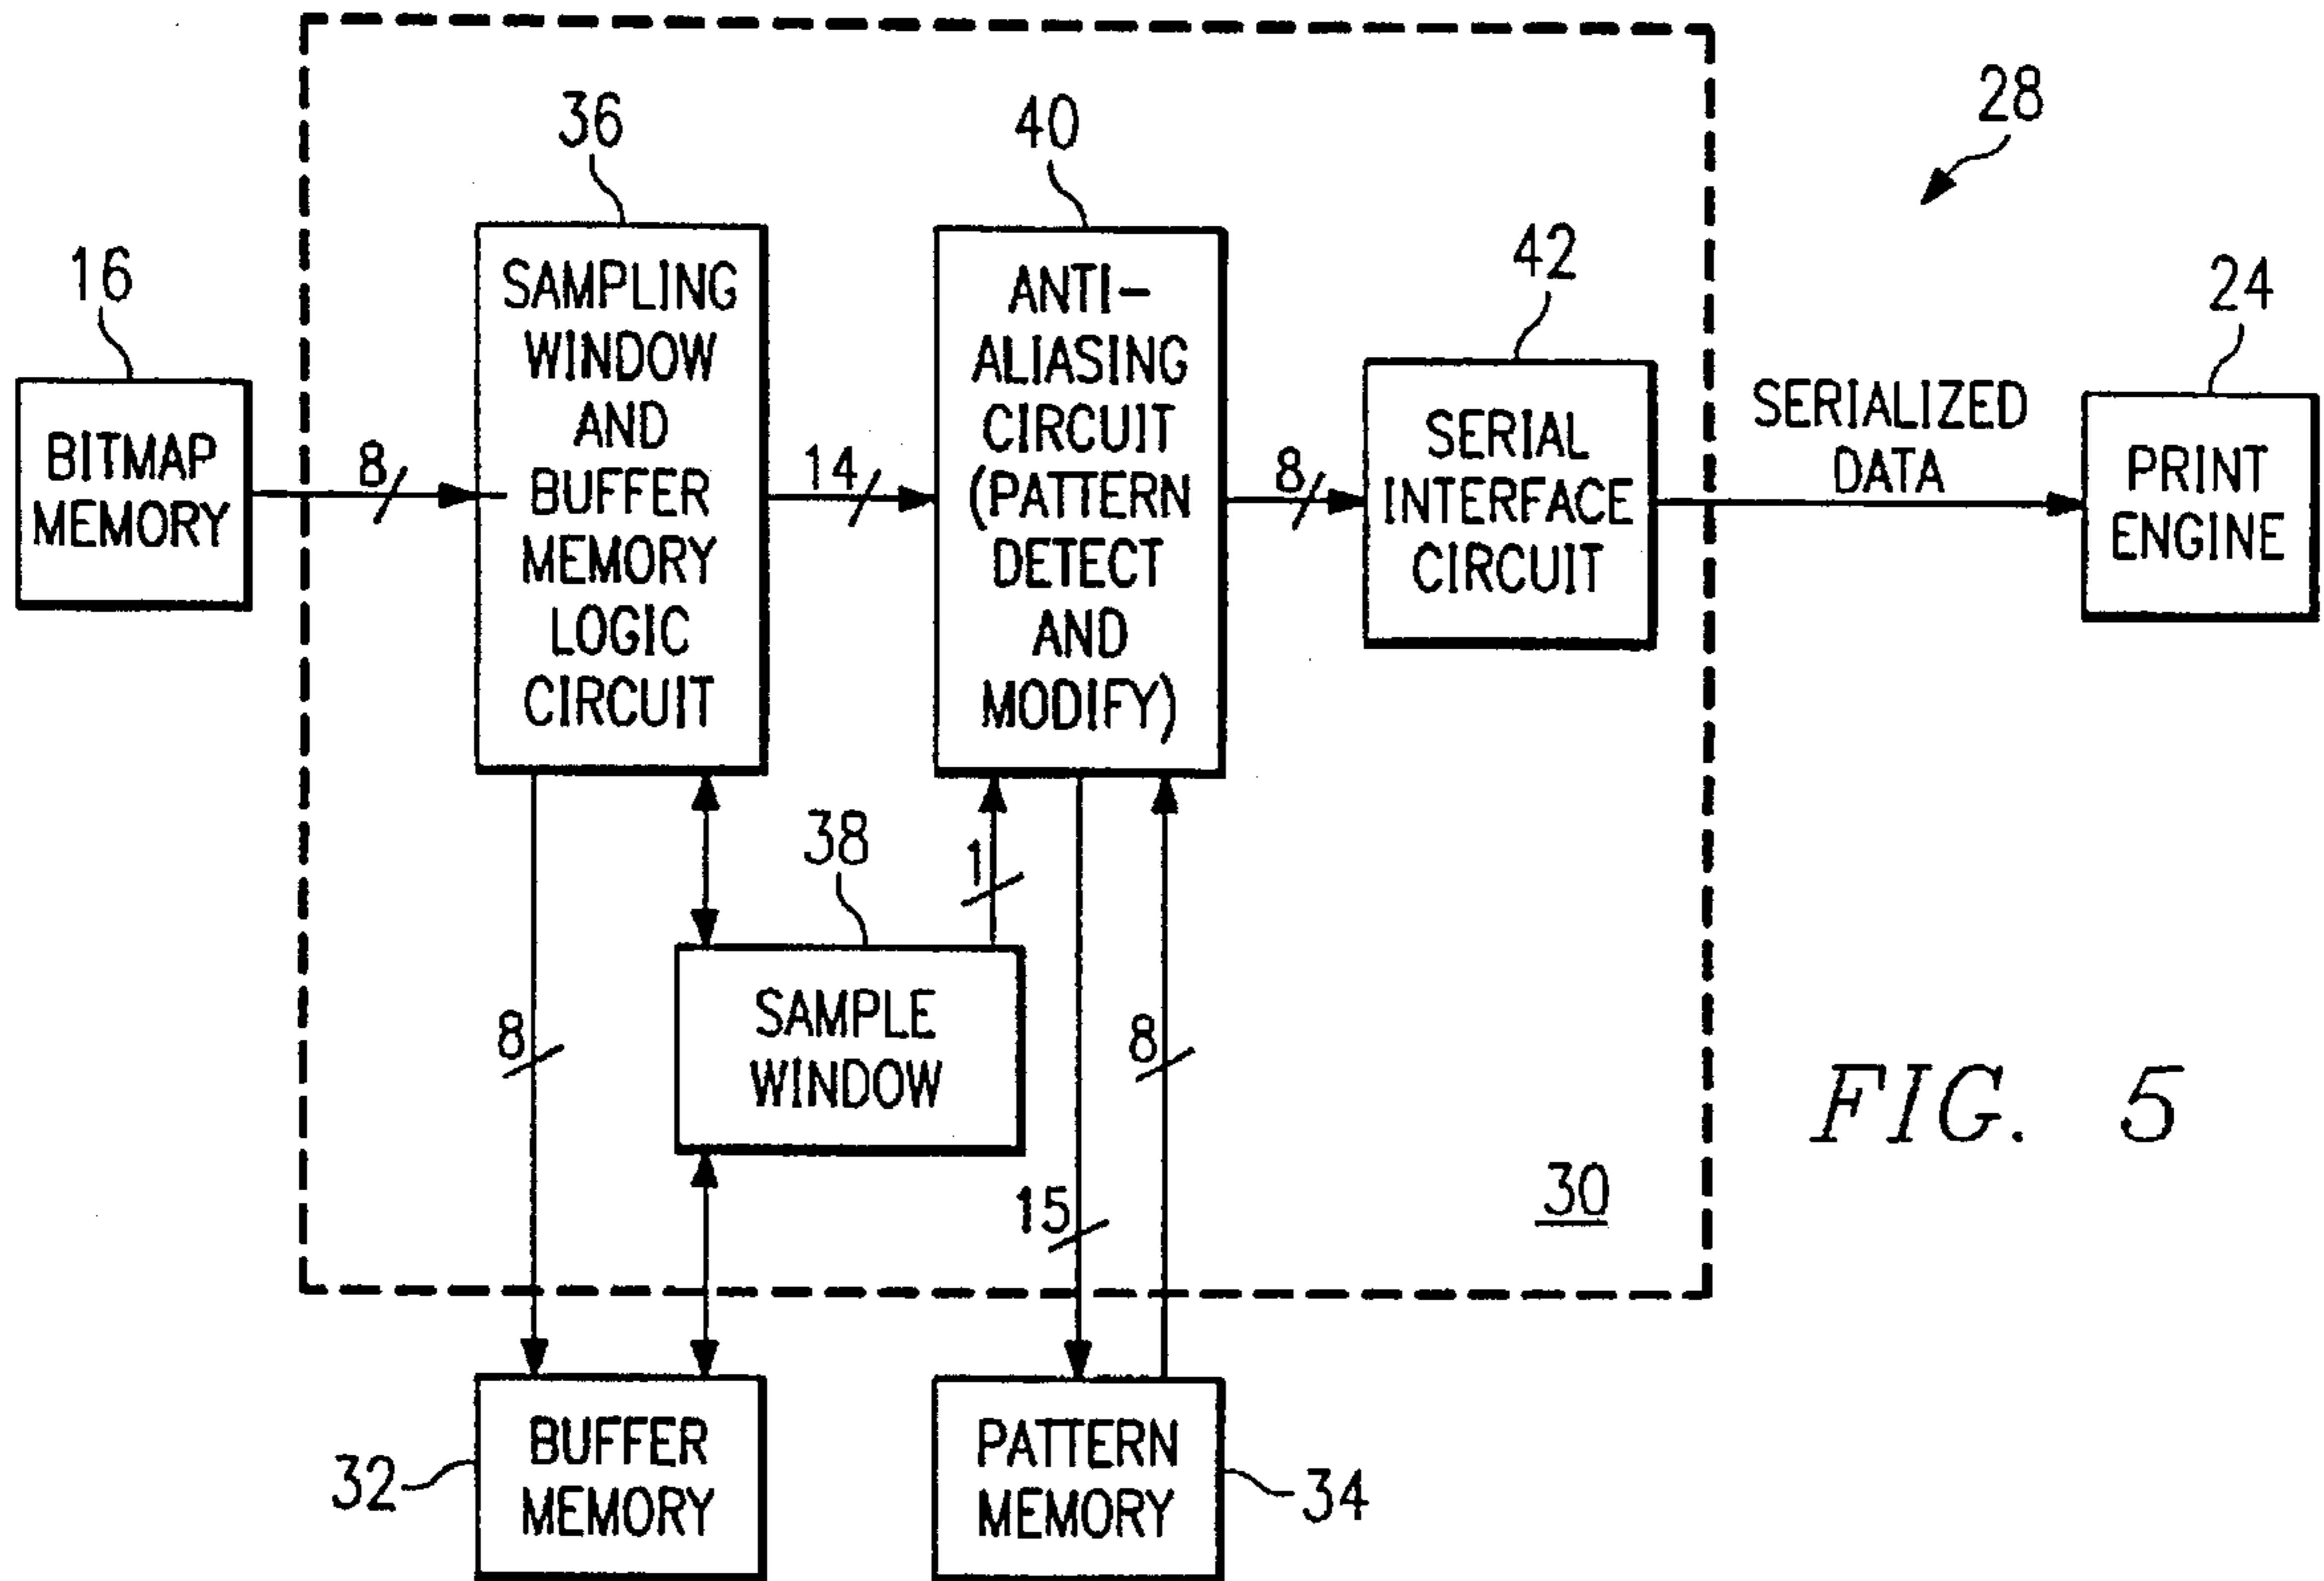 28
36
40
16
42
24
SAMPLING
WINDOW
AND
BUFFER
MEMORY
LOGIC
CIRCUIT
ANTI-
ALIASING
CIRCUIT
(PATTERN
DETECT
AND
MODIFY)
BITMAP
MEMORY
8
14
8
SERIAL
INTERFACE
CIRCUIT
SERIALIZED
DATA
PRINT
ENGINE
38
1
SAMPLE
WINDOW
8
8
15
30
FIG. 5
32
BUFFER
MEMORY
PATTERN
MEMORY
34